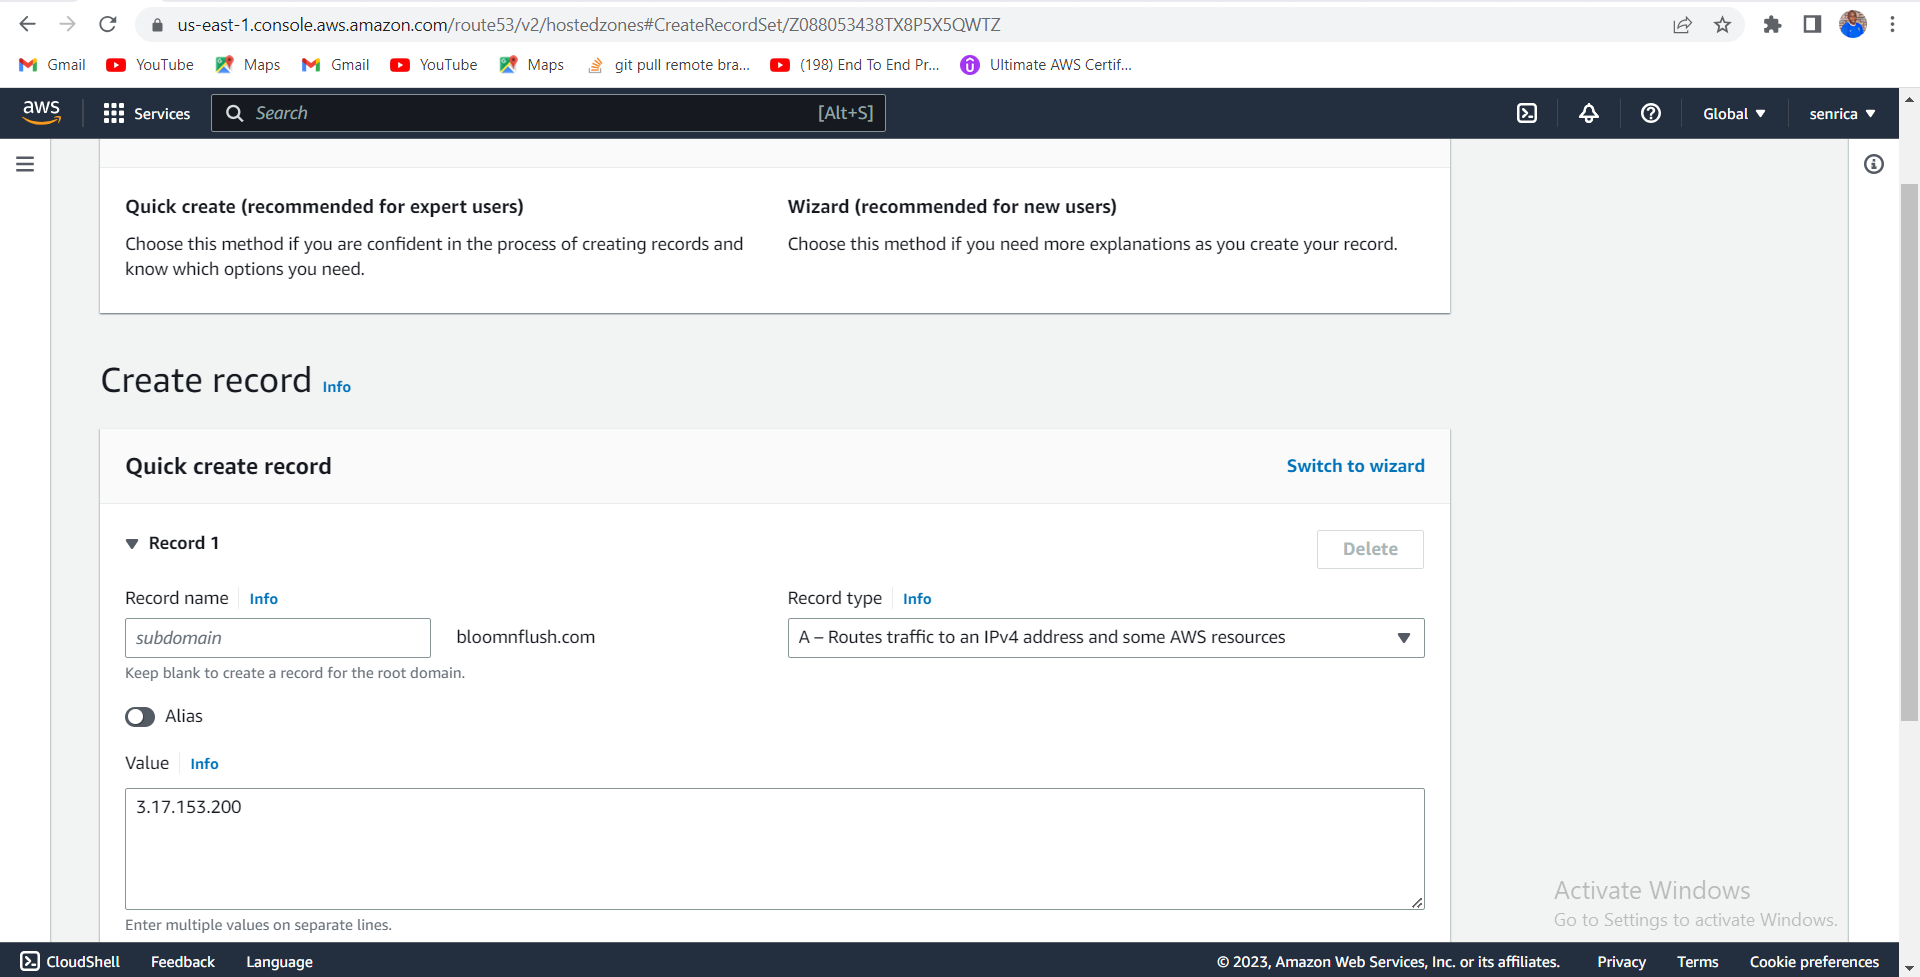 us-east-1.console.aws.amazon.com/route53/v2/hostedzones#CreateRecordSet/Z088053438TX8P5X5QWTZ
Gmail YouTube Maps Gmail YouTube Maps git pull remote bra... (198) End To End Pr... Ultimate AWS Certif...
aws Services Search [Alt+S] Global senrica
Quick create (recommended for expert users)
Choose this method if you are confident in the process of creating records and
know which options you need.
Wizard (recommended for new users)
Choose this method if you need more explanations as you create your record.
Create record Info
Quick create record Switch to wizard
Record 1 Delete
Record name Info
subdomain bloomnflush.com
Keep blank to create a record for the root domain.
Record type Info
A – Routes traffic to an IPv4 address and some AWS resources
Alias
Value Info
3.17.153.200
Enter multiple values on separate lines.
Activate Windows
Go to Settings to activate Windows.
CloudShell Feedback Language © 2023, Amazon Web Services, Inc. or its affiliates. Privacy Terms Cookie preferences